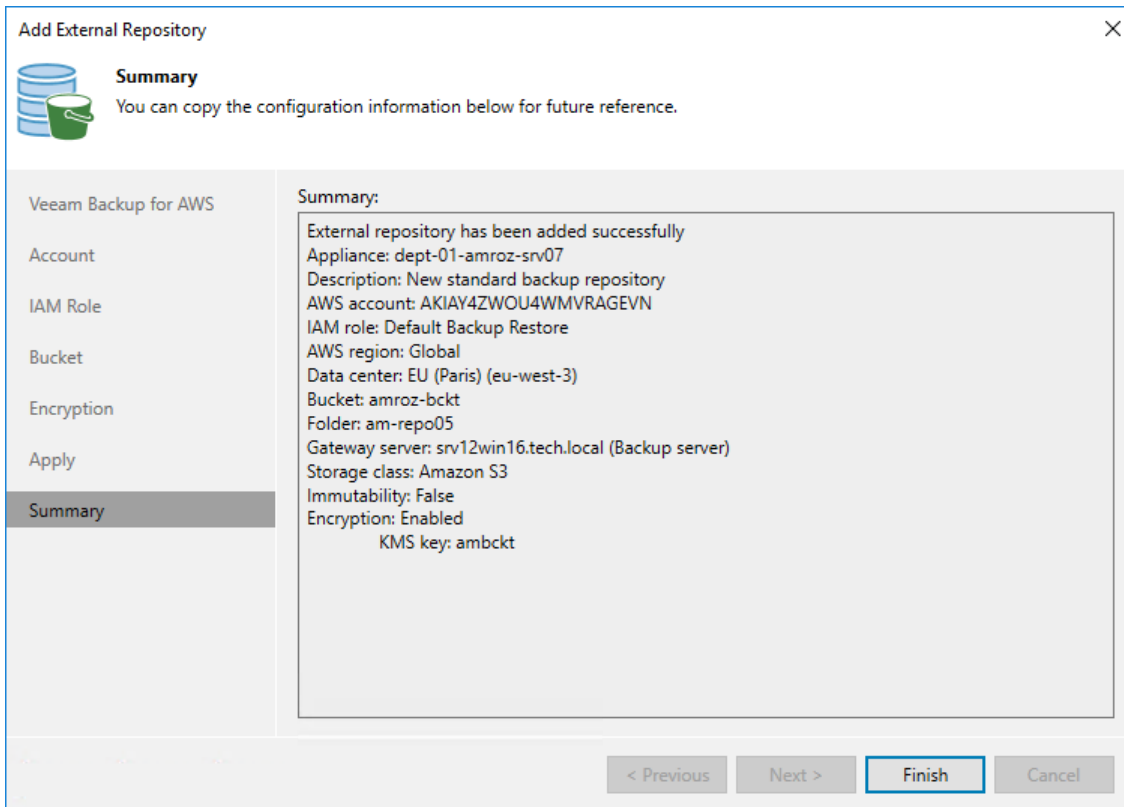 Add External Repository
Summary
You can copy the configuration information below for future reference.
Veeam Backup for AWS
Account
IAM Role
Bucket
Encryption
Apply
Summary
Summary:
External repository has been added successfully
Appliance: dept-01-amroz-srv07
Description: New standard backup repository
AWS account: AKIAY4ZWOU4WMVRAGEVN
IAM role: Default Backup Restore
AWS region: Global
Data center: EU (Paris) (eu-west-3)
Bucket: amroz-bckt
Folder: am-repo05
Gateway server: srv12win16.tech.local (Backup server)
Storage class: Amazon S3
Immutability: False
Encryption: Enabled
KMS key: ambckt
< Previous
Next >
Finish
Cancel